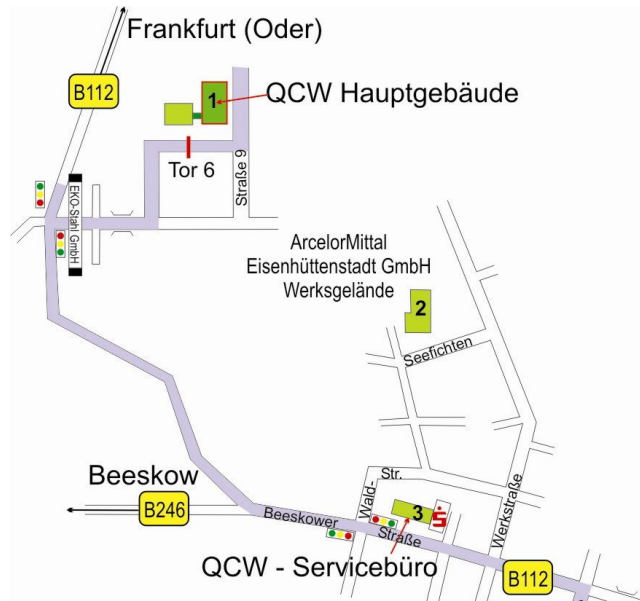 Frankfurt (Oder)
B112
1
QCW Hauptgebäude
Tor 6
Straße 9
EKO-Stahl GmbH
ArcelorMittal
Eisenhüttenstadt GmbH
Werksgelände
2
Seefichten
Beeskow
B246
Wald-
Str.
Werkstraße
3
Beeskower
Straße
QCW - Servicebüro
B112